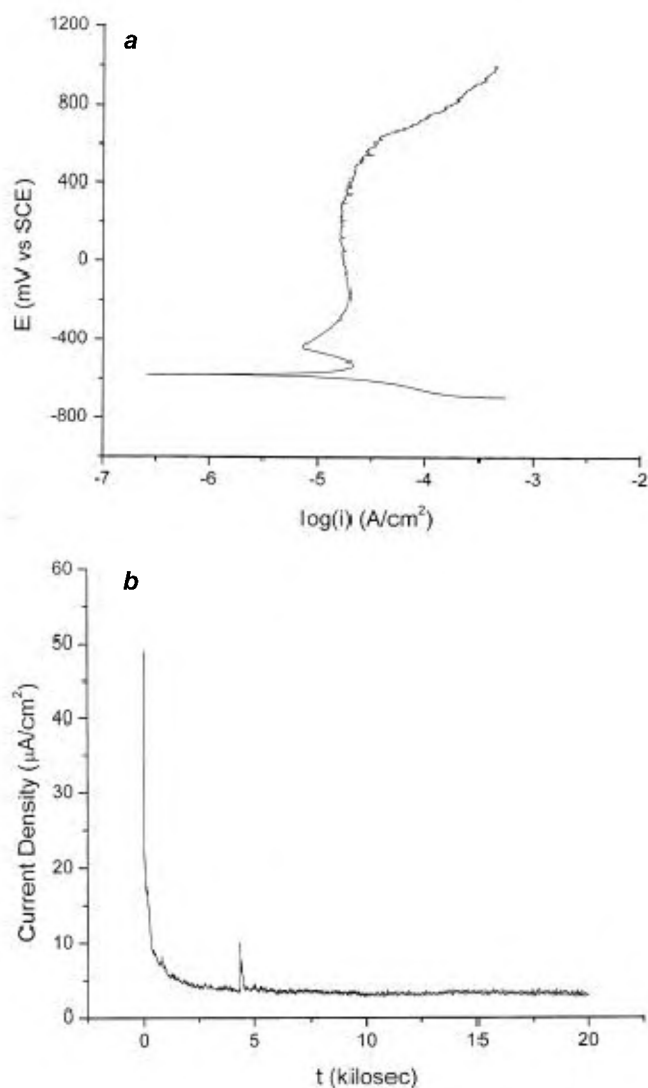 a
1200
800
400
0
-400
-800
E (mV vs SCE)
-7 -6 -5 -4 -3 -2
log(i) (A/cm²)
b
60
50
40
30
20
10
0
Current Density (µA/cm²)
0 5 10 15 20
t (kilosec)